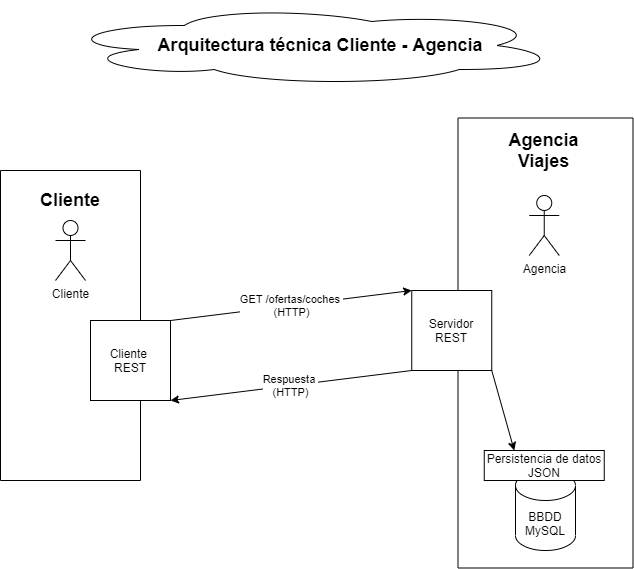 Arquitectura técnica Cliente - Agencia
Agencia
Viajes
Cliente
Agencia
Cliente
GET /ofertas/coches
(HTTP)
Servidor
REST
Cliente
REST
Respuesta
(HTTP)
Persistencia de datos
JSON
BBDD
MySQL